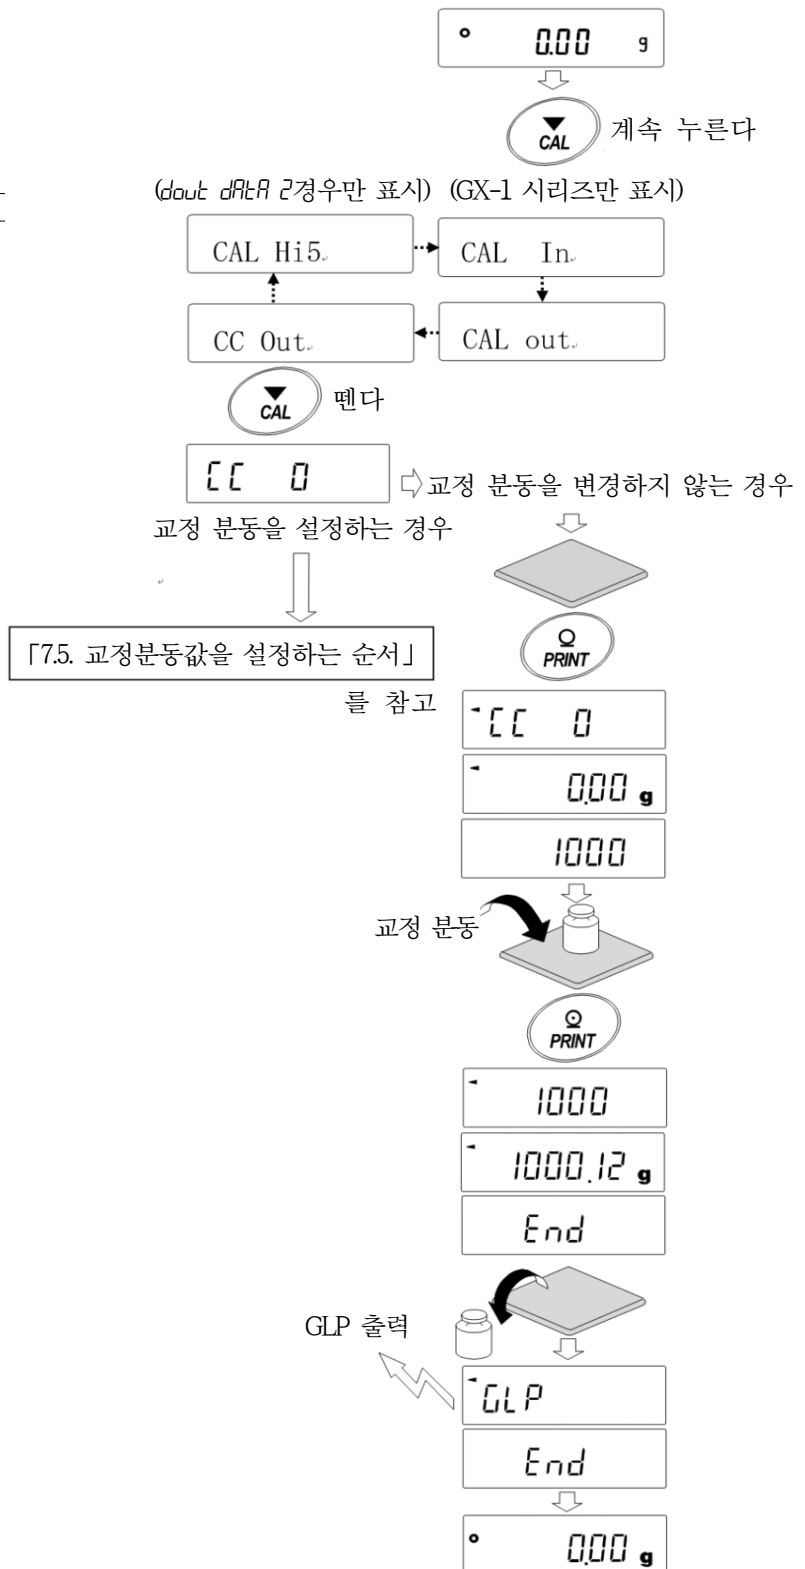 0.00 g
CAL 계속 누른다
(dout dAtA 2경우만 표시) (GX-1 시리즈만 표시)
CAL Hi5 CAL In
CC Out CAL out
CAL 뗀다
CC 0 교정 분동을 변경하지 않는 경우
교정 분동을 설정하는 경우
「7.5. 교정분동값을 설정하는 순서」
PRINT
를 참고
CC 0
0.00 g
1000
교정 분동
PRINT
1000
1000.12 g
End
GLP 출력
GLP
End
0.00 g